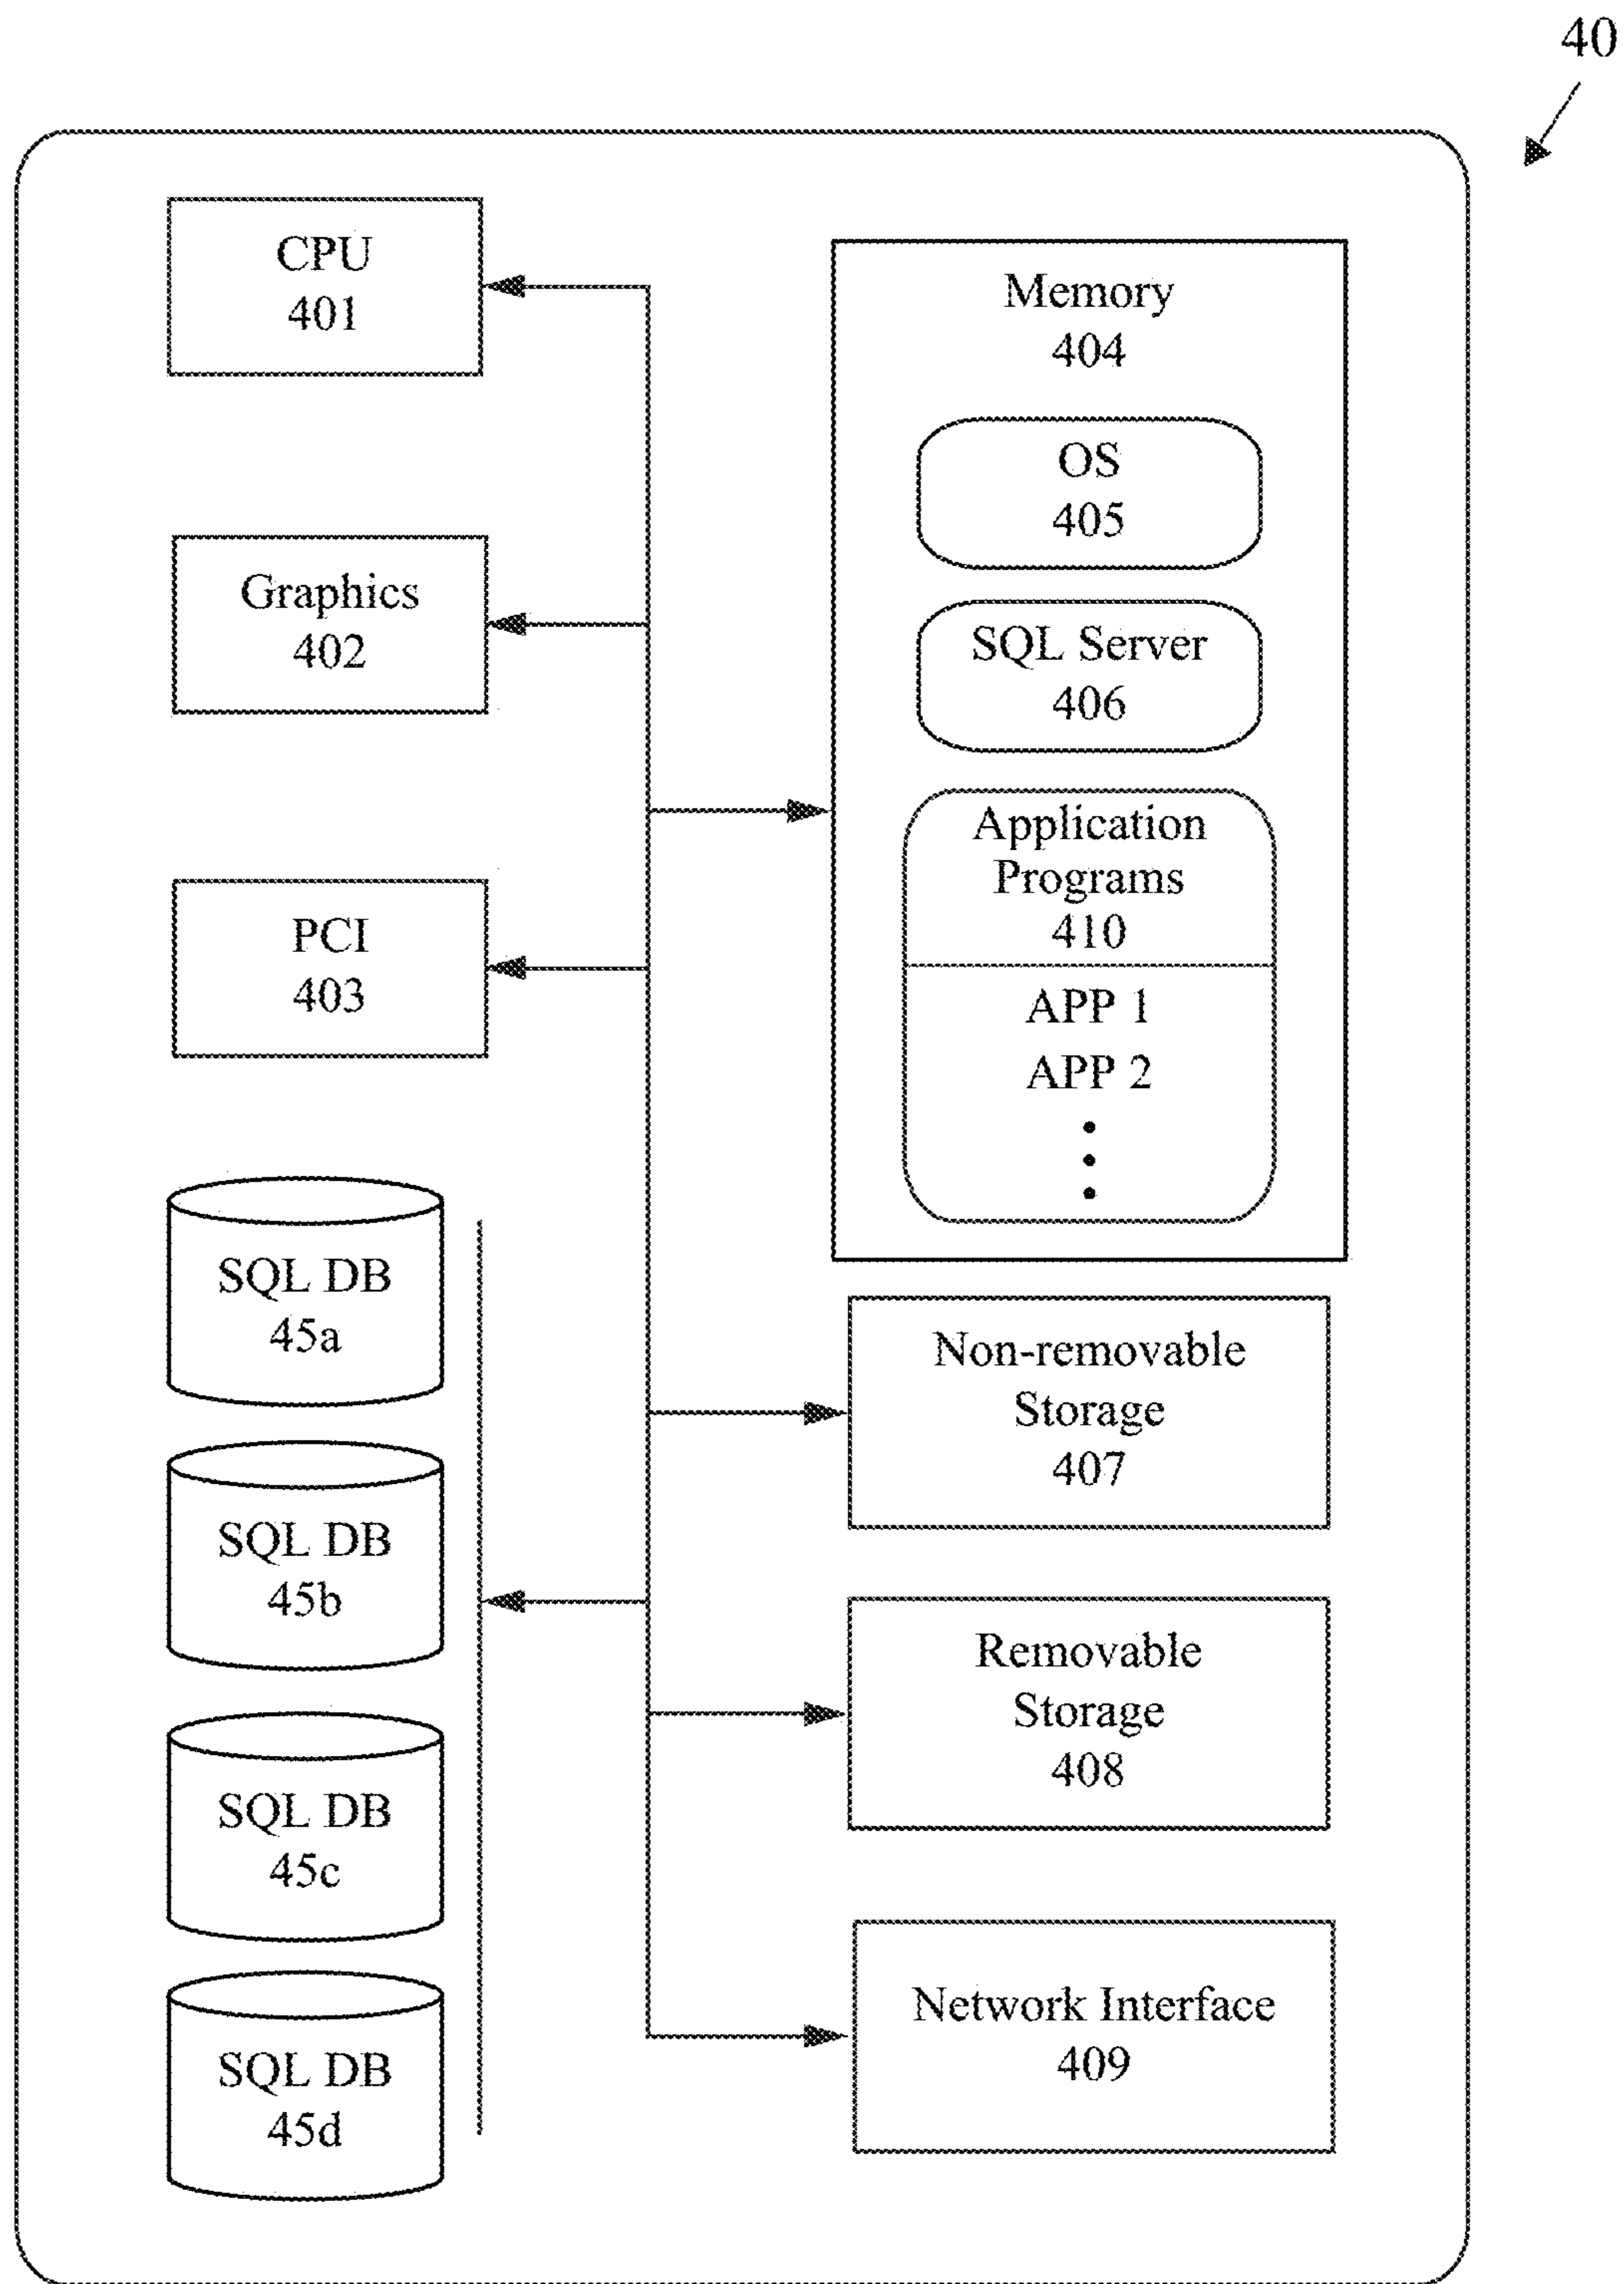 40
CPU
401
Graphics
402
PCI
403
SQL DB
45a
SQL DB
45b
SQL DB
45c
SQL DB
45d
Memory
404
OS
405
SQL Server
406
Application
Programs
410
APP 1
APP 2
Non-removable
Storage
407
Removable
Storage
408
Network Interface
409